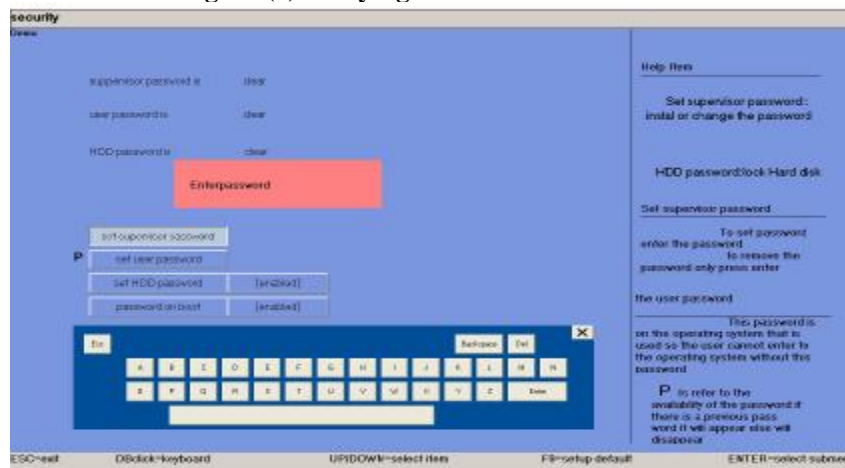 security
Demo
supervisor password is clear
user password is clear
HDD password is clear
Enterpassword
set supervisor password
P set user password
set HDD password [enabled]
password on boot [enabled]
Esc Backspace Del X
A B C D E F G H I J K L M N
O P Q R S T U V W X Y Z Enter
Help Item
Set supervisor password:
instal or change the password
HDD password:lock Hard disk
Set supervisor password
To set password
enter the password
to remove the
password only press enter
the user password
This password is
on the operating system that is
used so the user cannot enter to
the operating system without this
password
P is refer to the
availability of the password if
there is a previous pass
word it will appear else will
disappear
ESC=exit DBclick=keyboard UP/DOWN=select item F9=setup default ENTER=select submen